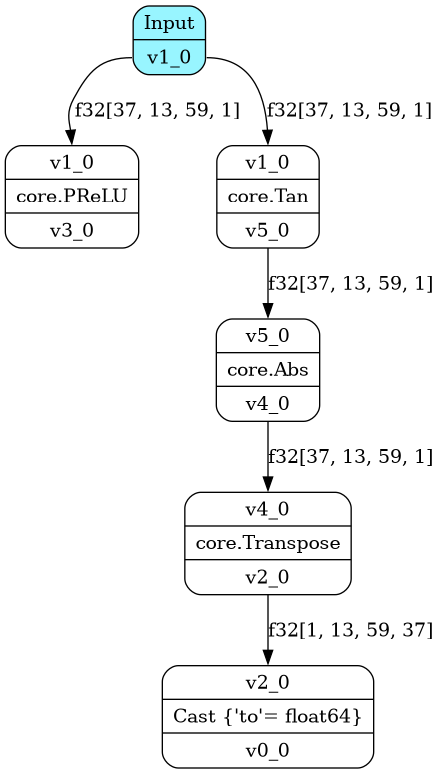 Input
v1_0
f32[37, 13, 59, 1]
f32[37, 13, 59, 1]
v1_0
core.PReLU
v3_0
v1_0
core.Tan
v5_0
f32[37, 13, 59, 1]
v5_0
core.Abs
v4_0
f32[37, 13, 59, 1]
v4_0
core.Transpose
v2_0
f32[1, 13, 59, 37]
v2_0
Cast {'to'= float64}
v0_0